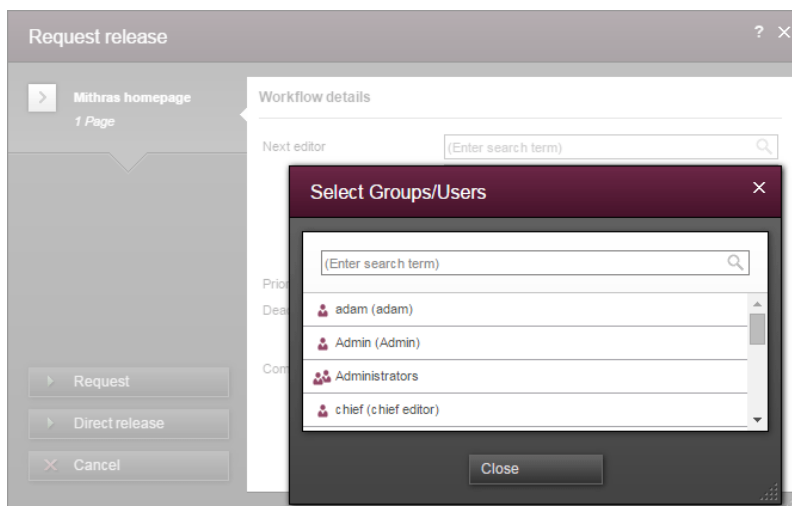 Request release
?
Mithras homepage
1 Page
Workflow details
Next editor
(Enter search term)
Select Groups/Users
(Enter search term)
adam (adam)
Admin (Admin)
Administrators
chief (chief editor)
Close
Request
Direct release
Cancel